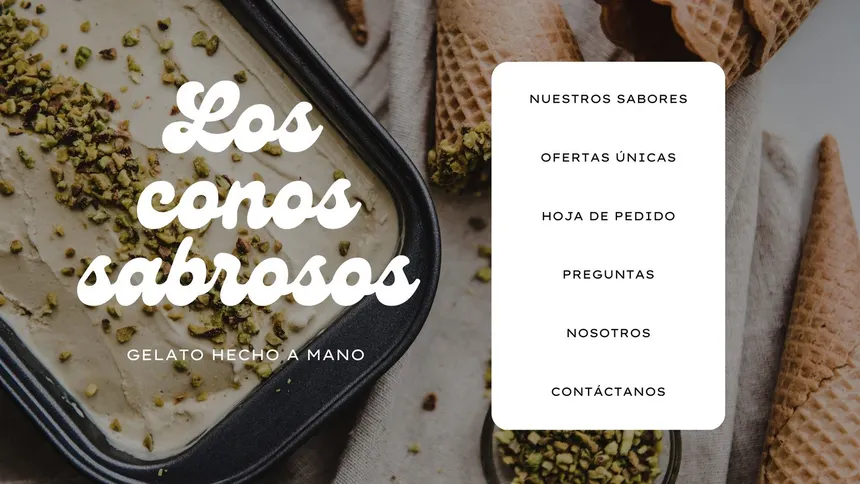 Los
conos
sabrosos
GELATO HECHO A MANO
NUESTROS SABORES
OFERTAS ÚNICAS
HOJA DE PEDIDO
PREGUNTAS
NOSOTROS
CONTÁCTANOS